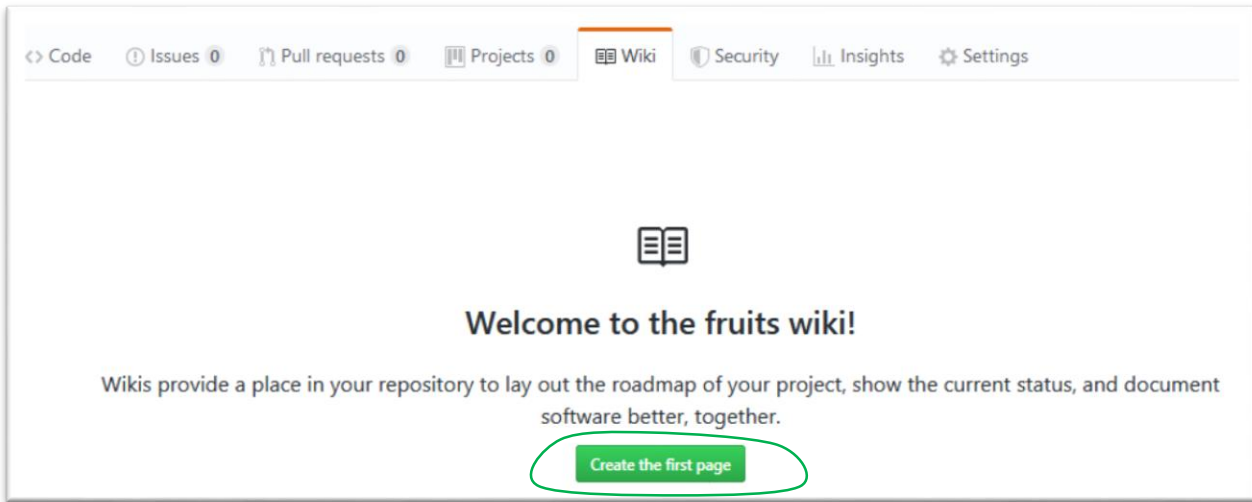 <> Code Issues 0 Pull requests 0 Projects 0 Wiki Security Insights Settings
Welcome to the fruits wiki!
Wikis provide a place in your repository to lay out the roadmap of your project, show the current status, and document
software better, together.
Create the first page